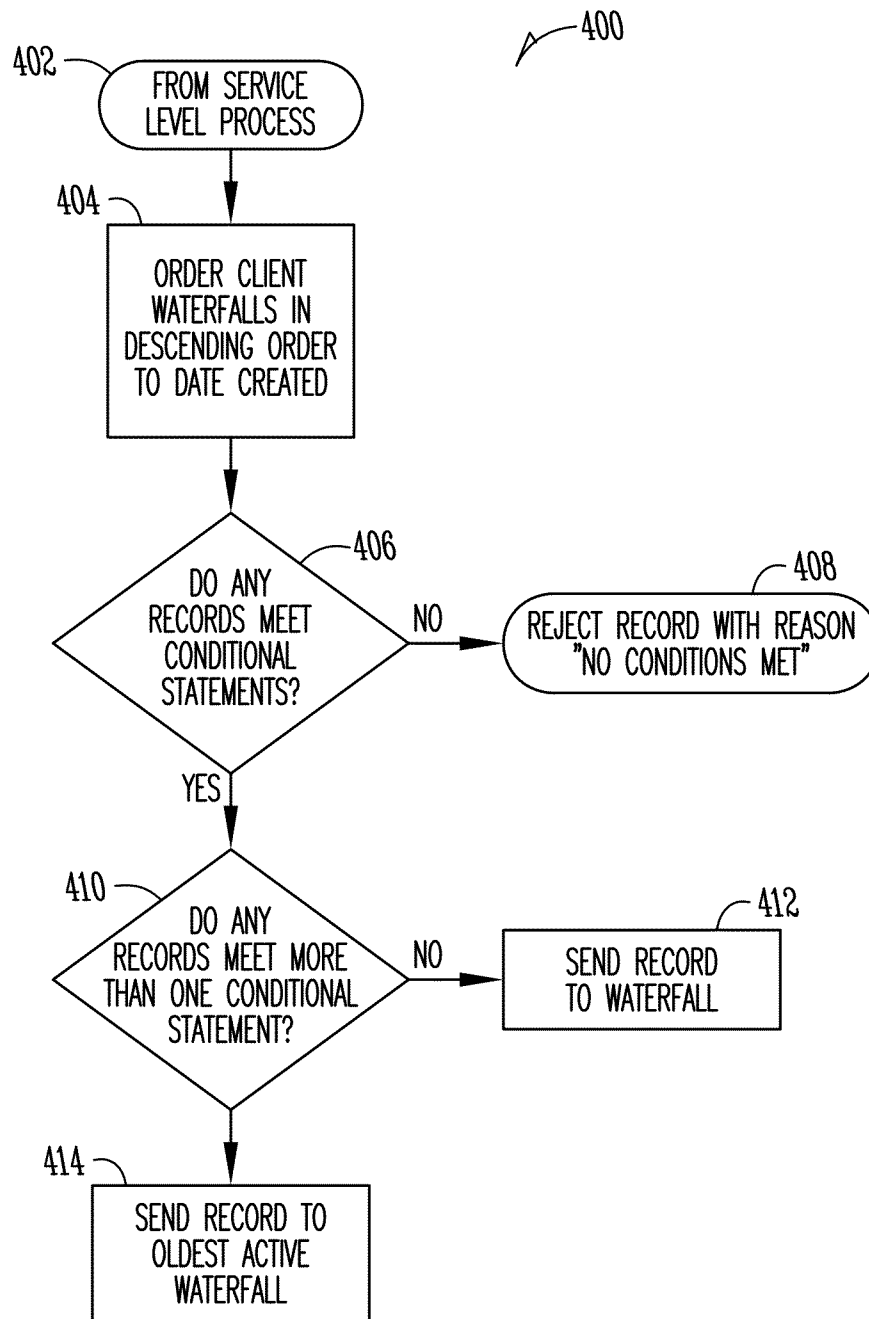 400
402
FROM SERVICE
LEVEL PROCESS
404
ORDER CLIENT
WATERFALLS IN
DESCENDING ORDER
TO DATE CREATED
406
DO ANY
RECORDS MEET
CONDITIONAL
STATEMENTS?
NO
408
REJECT RECORD WITH REASON
"NO CONDITIONS MET"
YES
410
DO ANY
RECORDS MEET MORE
THAN ONE CONDITIONAL
STATEMENT?
NO
412
SEND RECORD
TO WATERFALL
414
SEND RECORD TO
OLDEST ACTIVE
WATERFALL